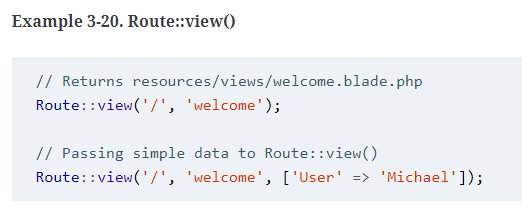 Example 3-20. Route::view()
// Returns resources/views/welcome.blade.php
Route::view('/', 'welcome');
// Passing simple data to Route::view()
Route::view('/', 'welcome', ['User' => 'Michael']);